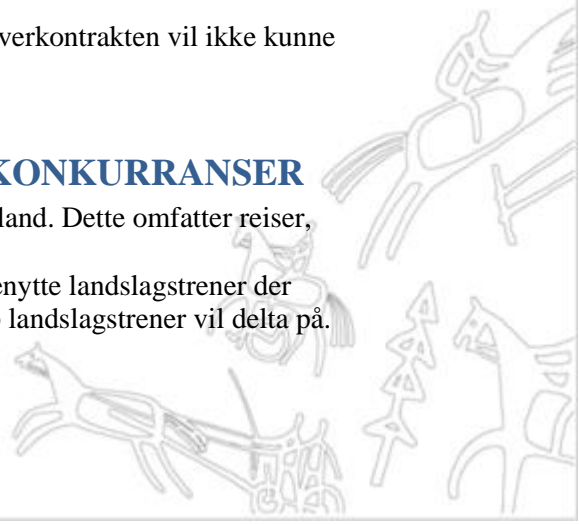 verkontrakten vil ikke kunne
KONKURRANSER
land. Dette omfatter reiser,
enytte landslagstrener der
landslagstrener vil delta på.